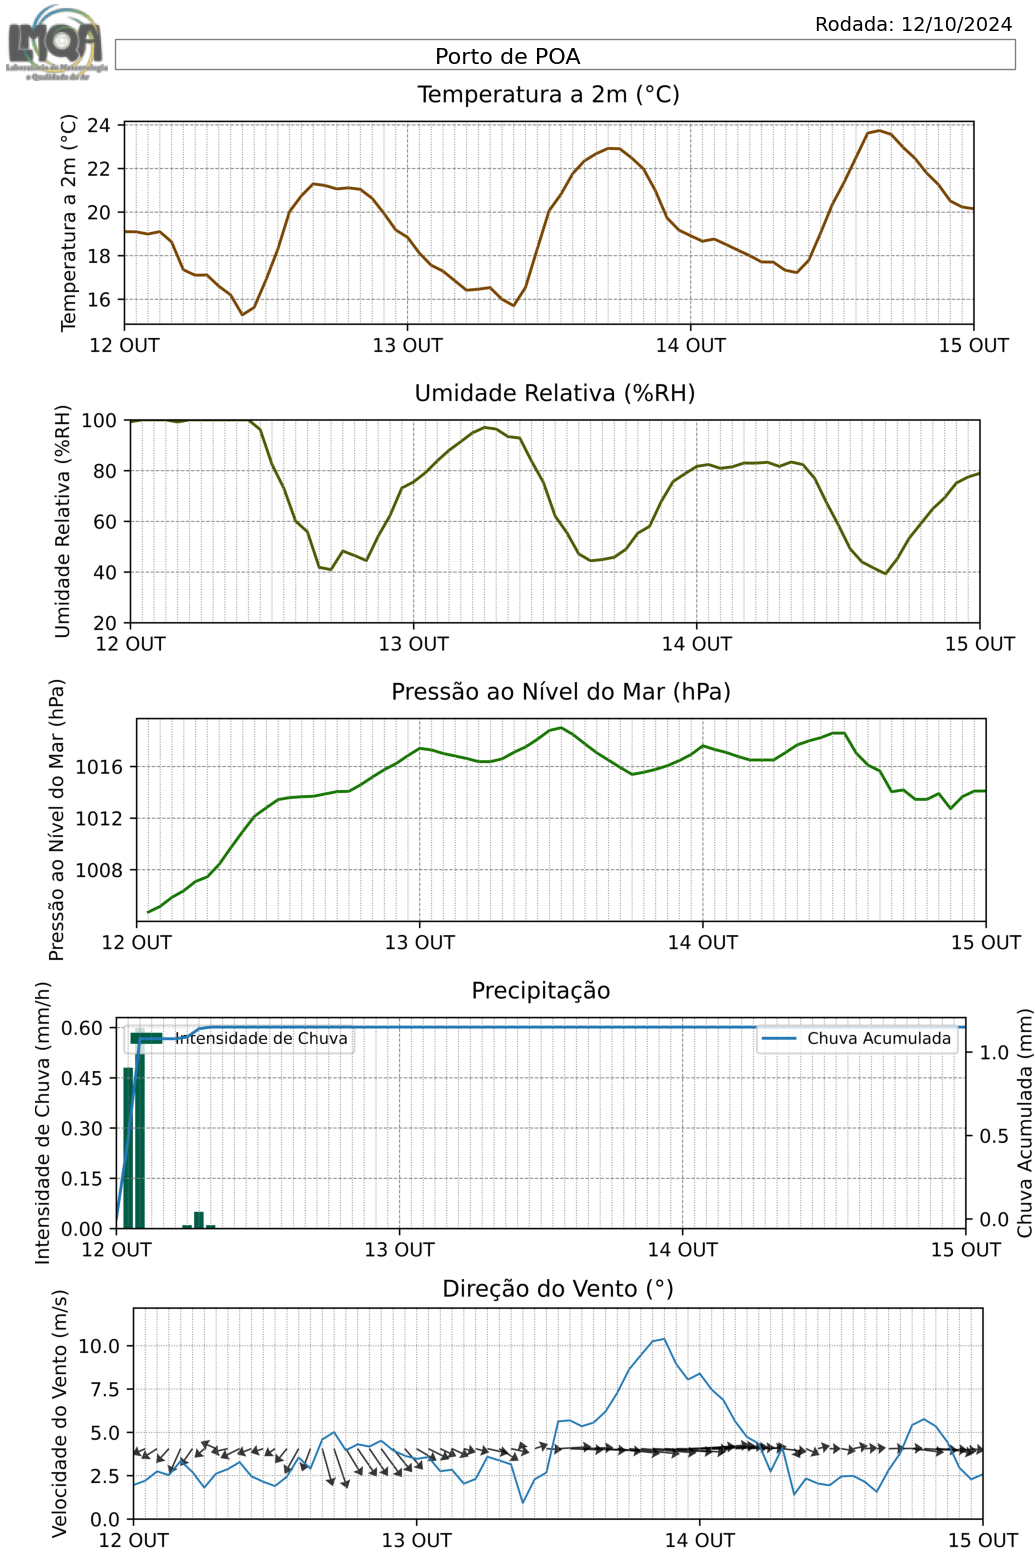 Rodada: 12/10/2024
LMQA
Laboratório de Meteorologia
e Qualidade do Ar
Porto de POA
Temperatura a 2m (°C)
Temperatura a 2m (°C)
24
22
20
18
16
12 OUT 13 OUT 14 OUT 15 OUT
Umidade Relativa (%RH)
Umidade Relativa (%RH)
100
80
60
40
20
12 OUT 13 OUT 14 OUT 15 OUT
Pressão ao Nível do Mar (hPa)
Pressão ao Nível do Mar (hPa)
1016
1012
1008
12 OUT 13 OUT 14 OUT 15 OUT
Precipitação
Intensidade de Chuva (mm/h)
0.60
0.45
0.30
0.15
0.00
Intensidade de Chuva
Chuva Acumulada
1.0
0.5
0.0
Chuva Acumulada (mm)
12 OUT 13 OUT 14 OUT 15 OUT
Direção do Vento (°)
Velocidade do Vento (m/s)
10.0
7.5
5.0
2.5
0.0
12 OUT 13 OUT 14 OUT 15 OUT